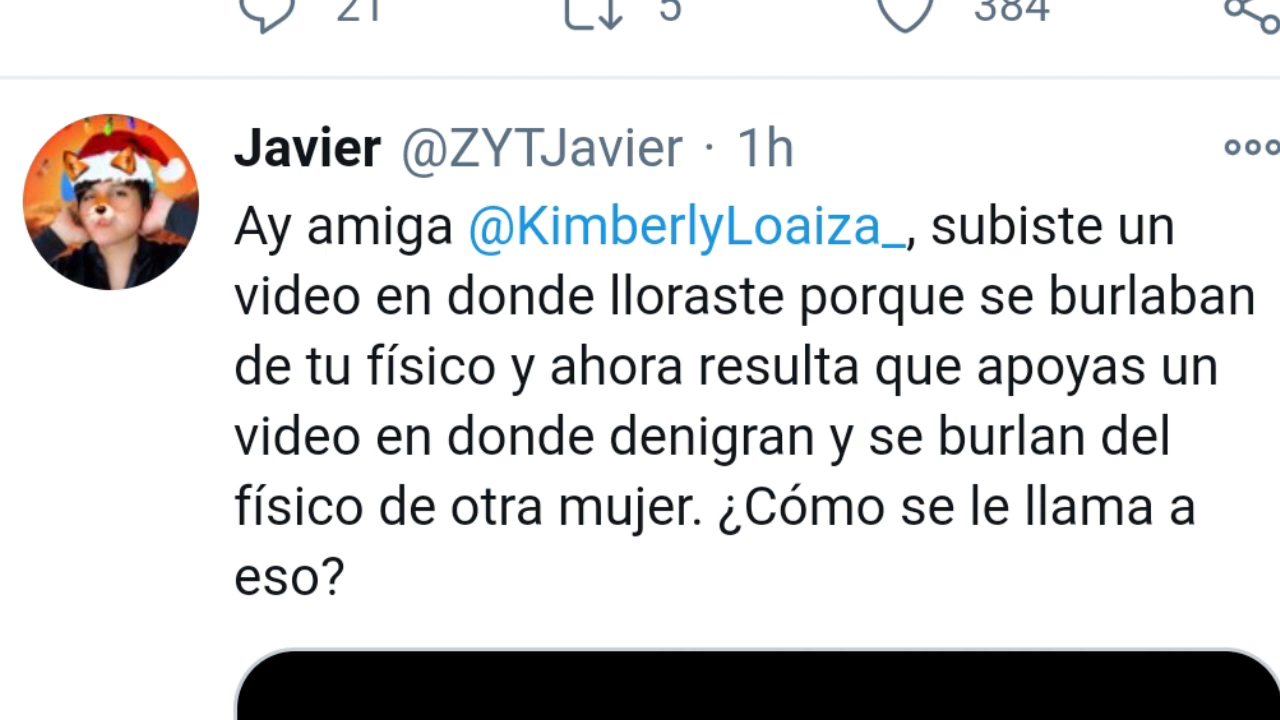 21 5 384
Javier @ZYTJavier · 1h
Ay amiga @KimberlyLoaiza_, subiste un
video en donde lloraste porque se burlaban
de tu físico y ahora resulta que apoyas un
video en donde denigran y se burlan del
físico de otra mujer. ¿Cómo se le llama a
eso?